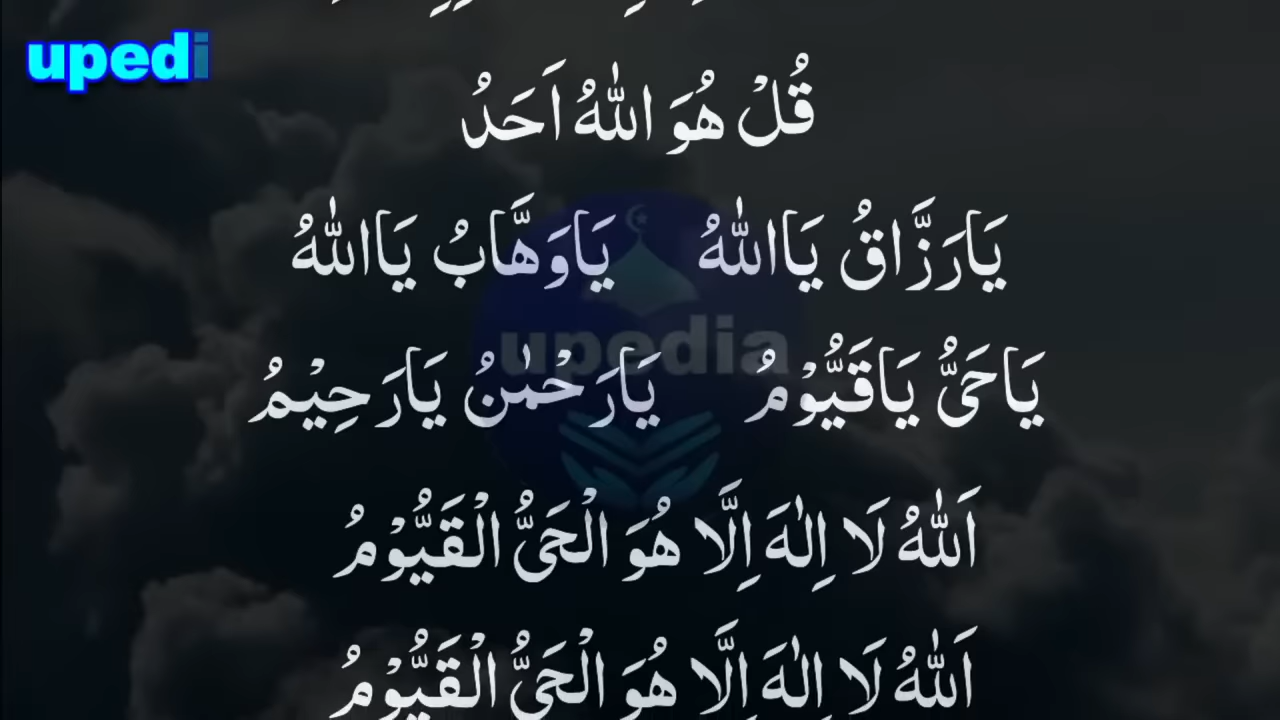 upedi
قُلْ هُوَ اللّٰهُ اَحَدُ
يَارَزَّاقُ يَااللّٰهُ يَاوَهَّابُ يَااللّٰهُ
upedia
يَاحَيُّ يَاقَيُّوْمُ يَارَحْمٰنُ يَارَحِيْمُ
اَللّٰهُ لَا اِلٰهَ اِلَّا هُوَ الْحَيُّ الْقَيُّوْمُ
اَللّٰهُ لَا اِلٰهَ اِلَّا هُوَ الْحَيُّ الْقَيُّوْمُ